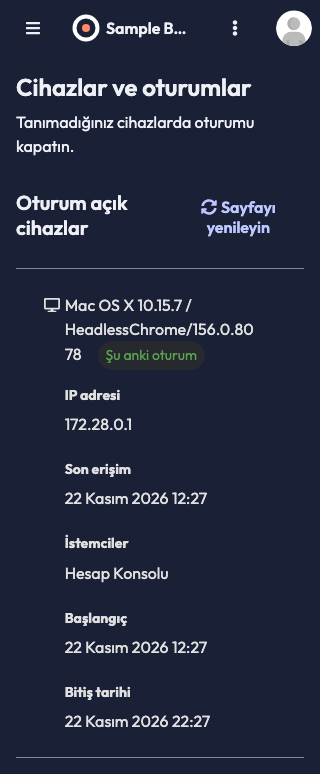 Sample B...
Cihazlar ve oturumlar
Tanımadığınız cihazlarda oturumu
kapatın.
Oturum açık
cihazlar
Sayfayı
yenileyin
Mac OS X 10.15.7 /
HeadlessChrome/156.0.80
78 Şu anki oturum
IP adresi
172.28.0.1
Son erişim
22 Kasım 2026 12:27
İstemciler
Hesap Konsolu
Başlangıç
22 Kasım 2026 12:27
Bitiş tarihi
22 Kasım 2026 22:27